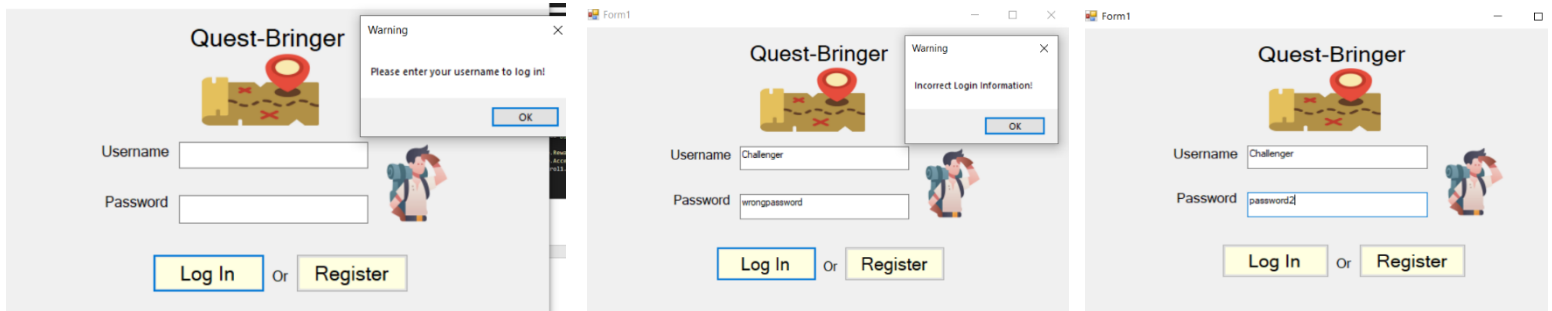 Quest-Bringer
Warning
Please enter your username to log in!
OK
Username
Password
Log In Or Register
Form1
Quest-Bringer
Warning
Incorrect Login Information!
OK
Username Challenger
Password wrongpassword
Log In Or Register
Form1
Quest-Bringer
Username Challenger
Password password2
Log In Or Register